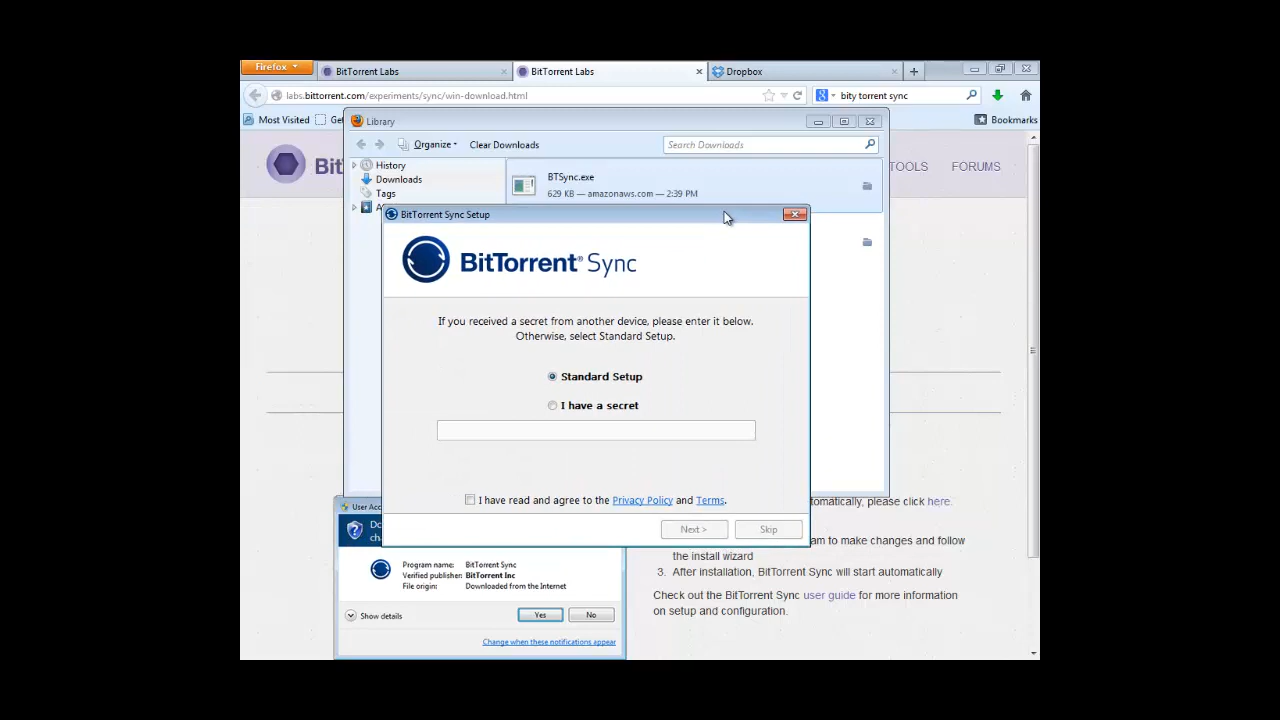 Firefox
BitTorrent Labs
BitTorrent Labs
Dropbox
labs.bittorrent.com/experiments/sync/win-download.html
bity torrent sync
Most Visited
Bookmarks
Library
Organize
Clear Downloads
Search Downloads
History
Downloads
Tags
BTSync.exe
629 KB — amazonaws.com — 2:39 PM
TOOLS
FORUMS
BitTorrent Sync Setup
BitTorrent® Sync
If you received a secret from another device, please enter it below.
Otherwise, select Standard Setup.
Standard Setup
I have a secret
I have read and agree to the Privacy Policy and Terms.
Next >
Skip
Program name: BitTorrent Sync
Verified publisher: BitTorrent Inc
File origin: Downloaded from the Internet
Show details
Yes
No
Change when these notifications appear
please click here.
to make changes and follow
the install wizard
3. After installation, BitTorrent Sync will start automatically
Check out the BitTorrent Sync user guide for more information
on setup and configuration.